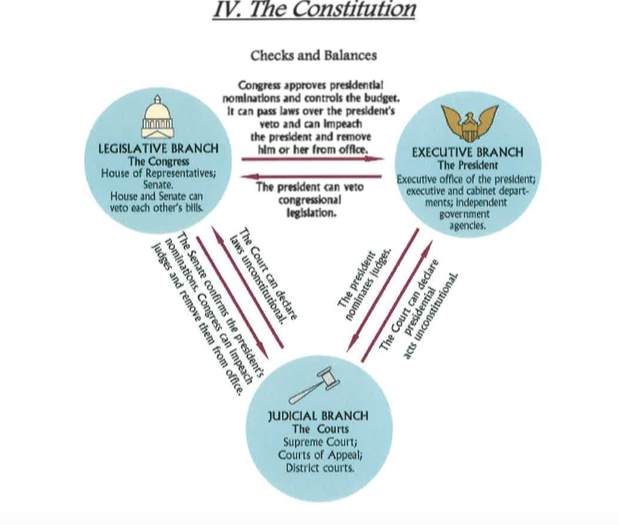 IV. The Constitution
Checks and Balances
Congress approves presidential
nominations and controls the budget.
It can pass laws over the president's
veto and can impeach
the president and remove
him or her from office.
LEGISLATIVE BRANCH
The Congress
House of Representatives;
Senate.
House and Senate can
veto each other's bills.
EXECUTIVE BRANCH
The President
Executive office of the president;
executive and cabinet depart-
ments; independent
government
agencies.
The president can veto
congressional
legislation.
The Senate confirms the president's
nominations. Congress can impeach
judges and remove them from office.
The Court can declare
laws unconstitutional.
The president
nominates judges.
The Court can declare
presidential
acts unconstitutional.
JUDICIAL BRANCH
The Courts
Supreme Court;
Courts of Appeal;
District courts.